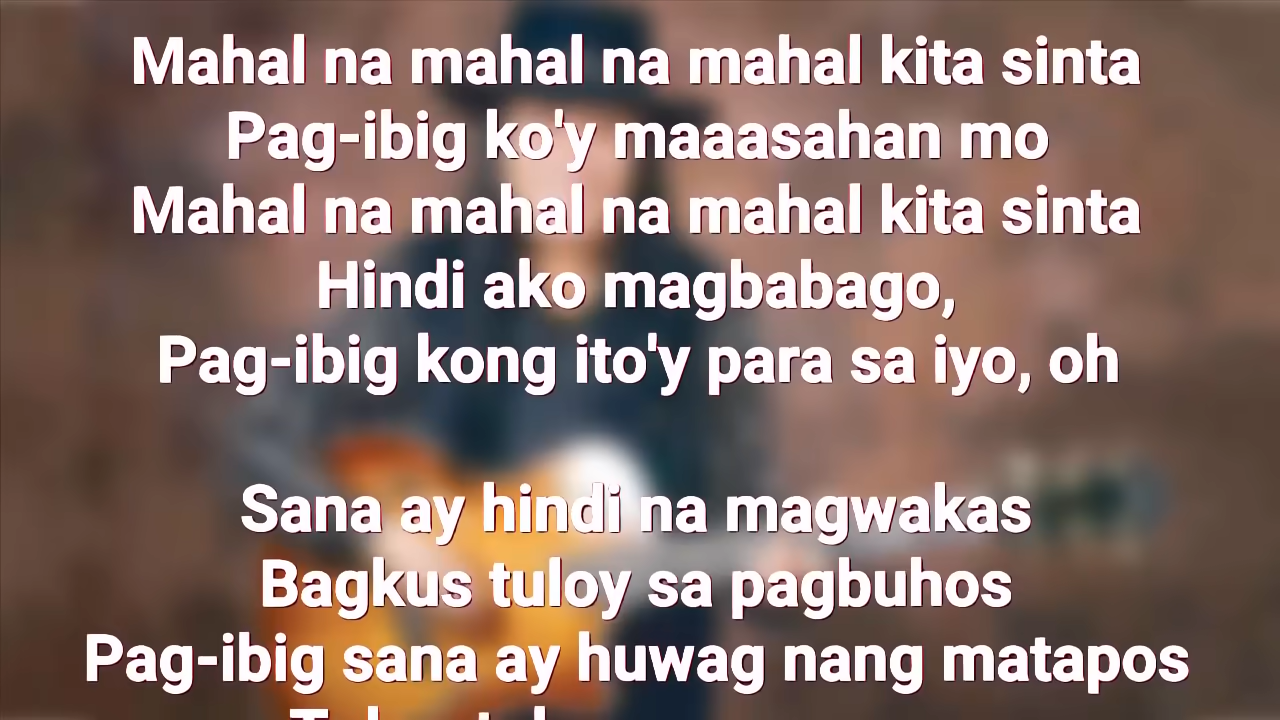 Mahal na mahal na mahal kita sinta
Pag-ibig ko'y maaasahan mo
Mahal na mahal na mahal kita sinta
Hindi ako magbabago,
Pag-ibig kong ito'y para sa iyo, oh
Sana ay hindi na magwakas
Bagkus tuloy sa pagbuhos
Pag-ibig sana ay huwag nang matapos